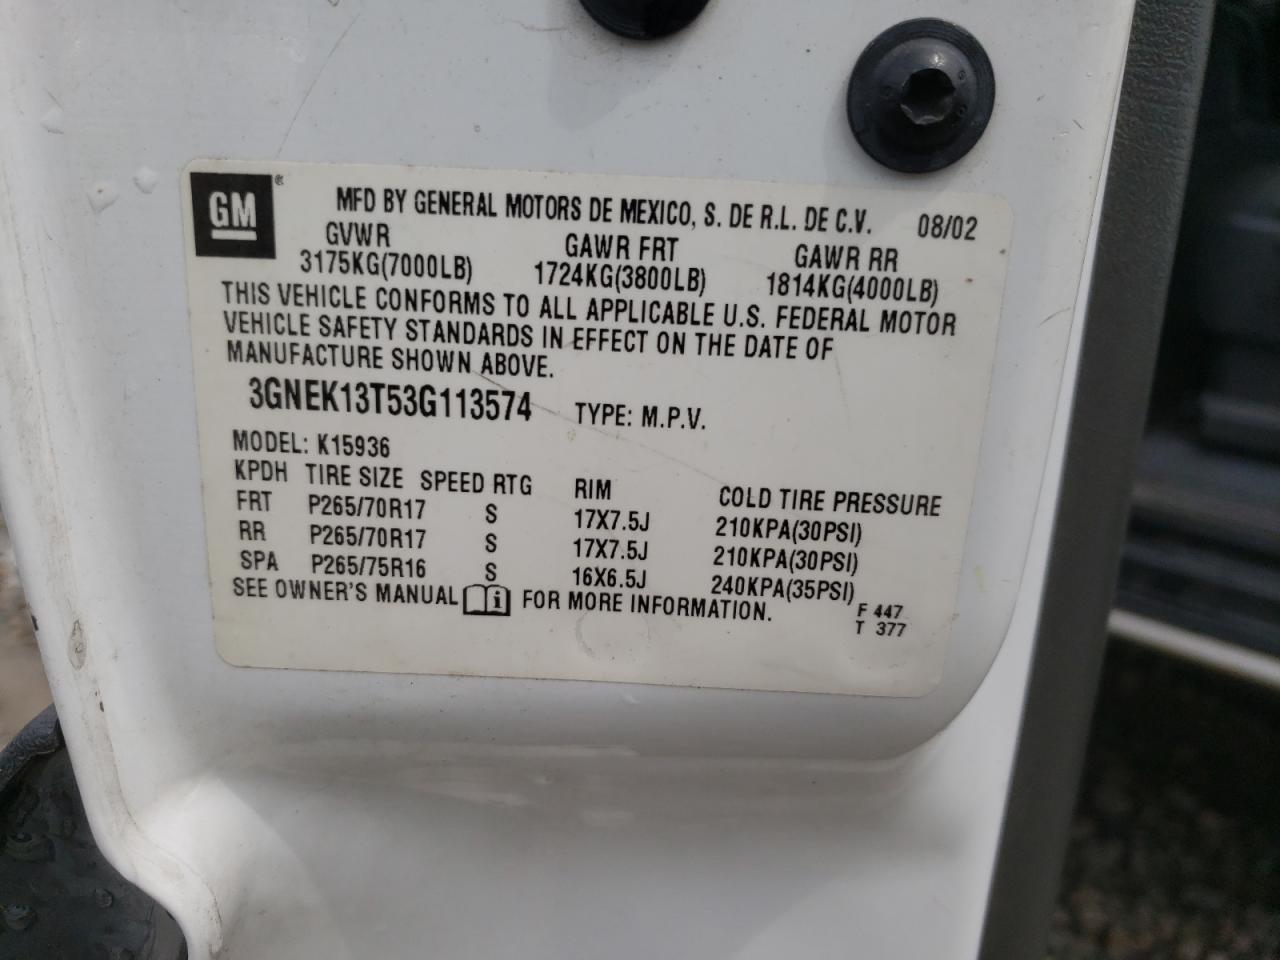 GM ® MFD BY GENERAL MOTORS DE MEXICO, S. DE R.L. DE C.V. 08/02
GVWR GAWR FRT GAWR RR
3175KG(7000LB) 1724KG(3800LB) 1814KG(4000LB)
THIS VEHICLE CONFORMS TO ALL APPLICABLE U.S. FEDERAL MOTOR
VEHICLE SAFETY STANDARDS IN EFFECT ON THE DATE OF
MANUFACTURE SHOWN ABOVE.
3GNEK13T53G113574 TYPE: M.P.V.
MODEL: K15936
KPDH TIRE SIZE SPEED RTG RIM COLD TIRE PRESSURE
FRT P265/70R17 S 17X7.5J 210KPA(30PSI)
RR P265/70R17 S 17X7.5J 210KPA(30PSI)
SPA P265/75R16 S 16X6.5J 240KPA(35PSI)
SEE OWNER'S MANUAL i FOR MORE INFORMATION.
F 447
T 377